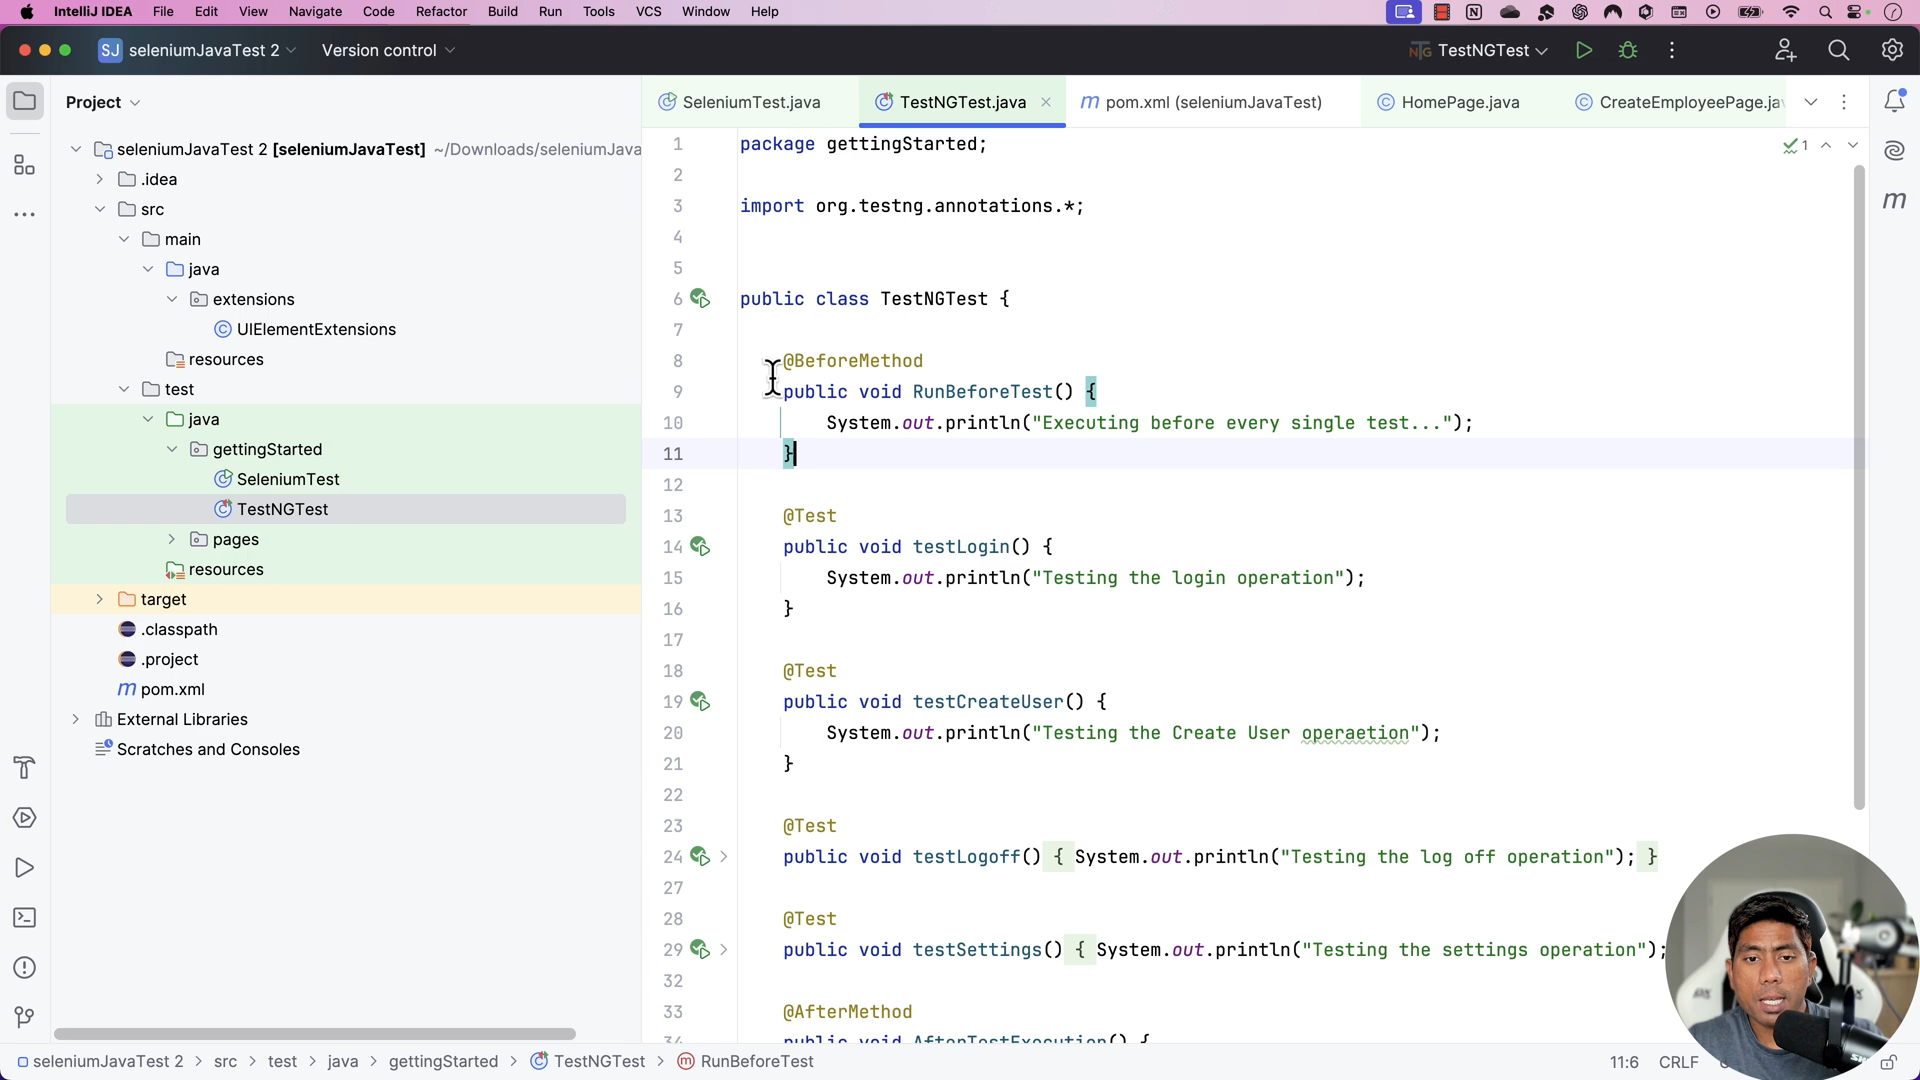 IntelliJ IDEA File Edit View Navigate Code Refactor Build Run Tools VCS Window Help
SJ seleniumJavaTest 2 Version control TestNGTest
Project
SeleniumTest.java TestNGTest.java pom.xml (seleniumJavaTest) HomePage.java CreateEmployeePage.ja
seleniumJavaTest 2 [seleniumJavaTest] ~/Downloads/seleniumJava
.idea
src
main
java
extensions
UIElementExtensions
resources
test
java
gettingStarted
SeleniumTest
TestNGTest
pages
resources
target
.classpath
.project
pom.xml
External Libraries
Scratches and Consoles
1 package gettingStarted;
2
3 import org.testng.annotations.*;
4
5
6 public class TestNGTest {
7
8 @BeforeMethod
9 public void RunBeforeTest() {
10 System.out.println("Executing before every single test...");
11 }
12
13 @Test
14 public void testLogin() {
15 System.out.println("Testing the login operation");
16 }
17
18 @Test
19 public void testCreateUser() {
20 System.out.println("Testing the Create User operaetion");
21 }
22
23 @Test
24 public void testLogoff() { System.out.println("Testing the log off operation"); }
27
28 @Test
29 public void testSettings() { System.out.println("Testing the settings operation");
32
33 @AfterMethod
34 public void AfterTestExecution() {
1
seleniumJavaTest 2 > src > test > java > gettingStarted > TestNGTest > RunBeforeTest
11:6 CRLF